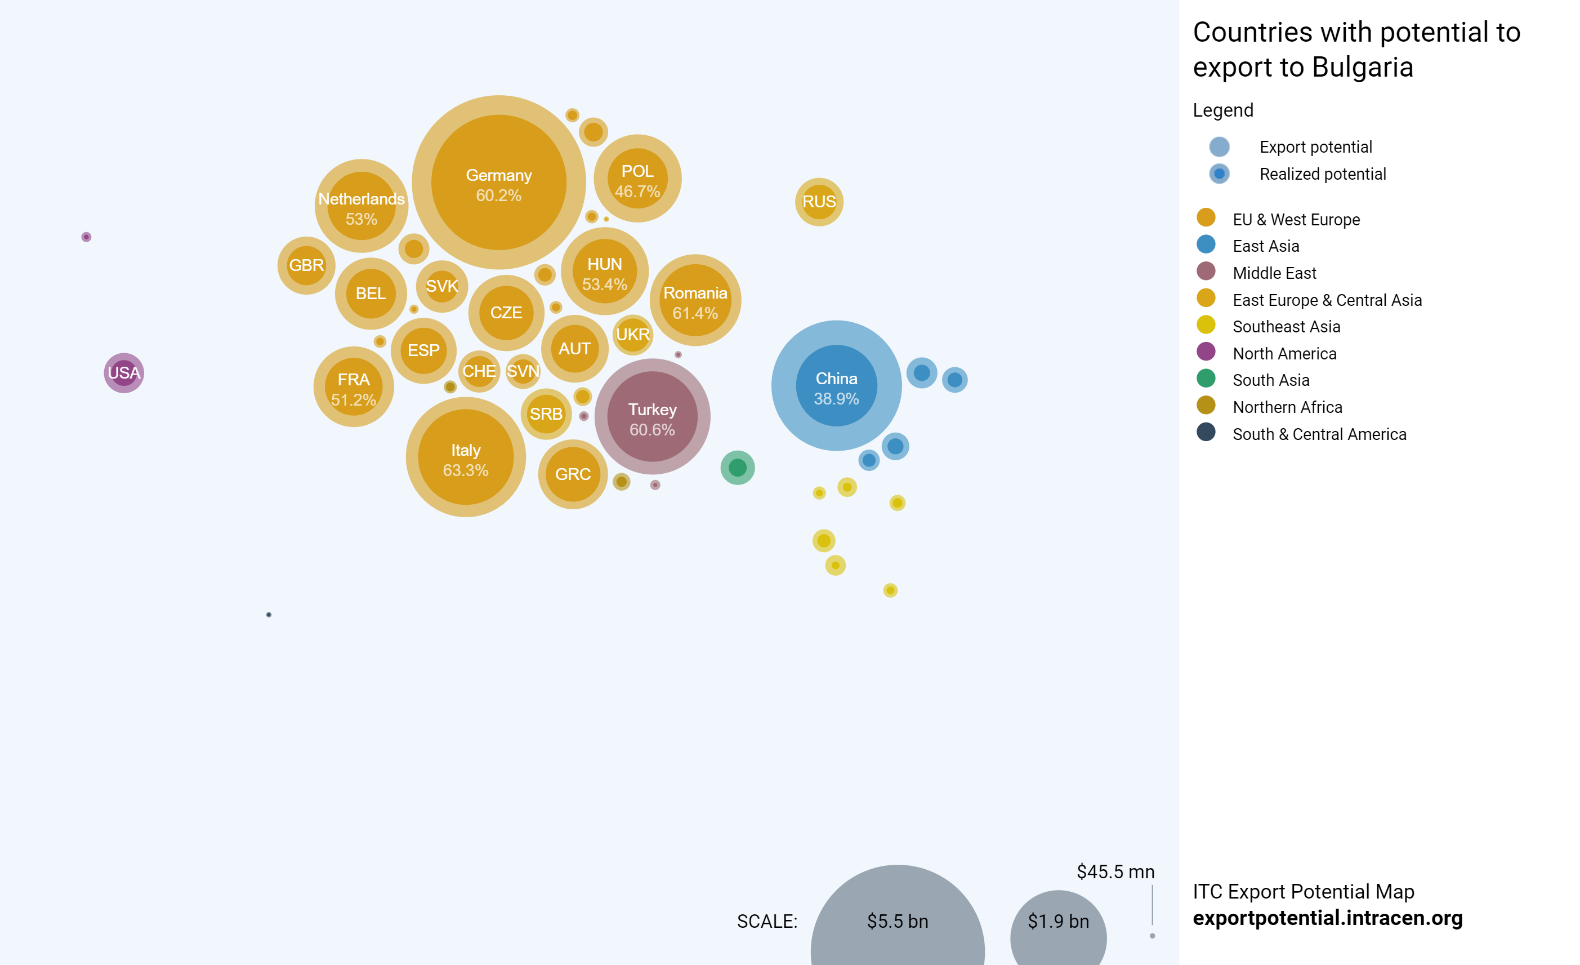 Countries with potential to
export to Bulgaria
Legend
Export potential
Realized potential
EU & West Europe
East Asia
Middle East
East Europe & Central Asia
Southeast Asia
North America
South Asia
Northern Africa
South & Central America
Germany
60.2%
POL
46.7%
Netherlands
53%
RUS
GBR
BEL
SVK
HUN
53.4%
Romania
61.4%
CZE
UKR
ESP
AUT
USA
FRA
51.2%
CHE
SVN
China
38.9%
SRB
Turkey
60.6%
Italy
63.3%
GRC
SCALE:
$5.5 bn
$1.9 bn
$45.5 mn
ITC Export Potential Map
exportpotential.intracen.org